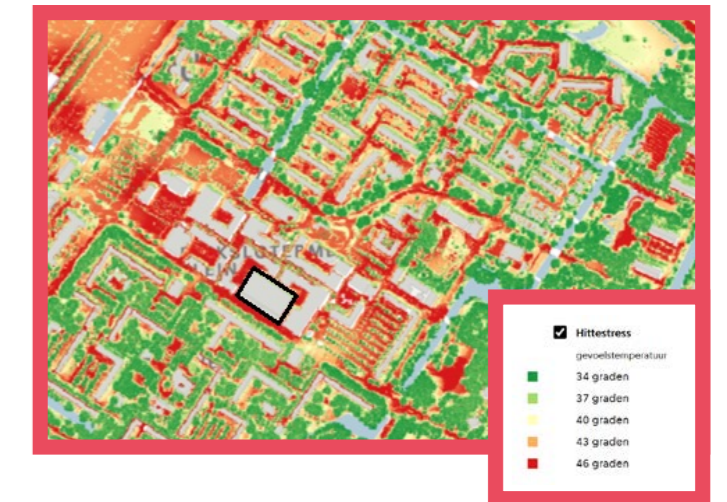 Hittestress
gevoelstemperatuur
34 graden
37 graden
40 graden
43 graden
46 graden